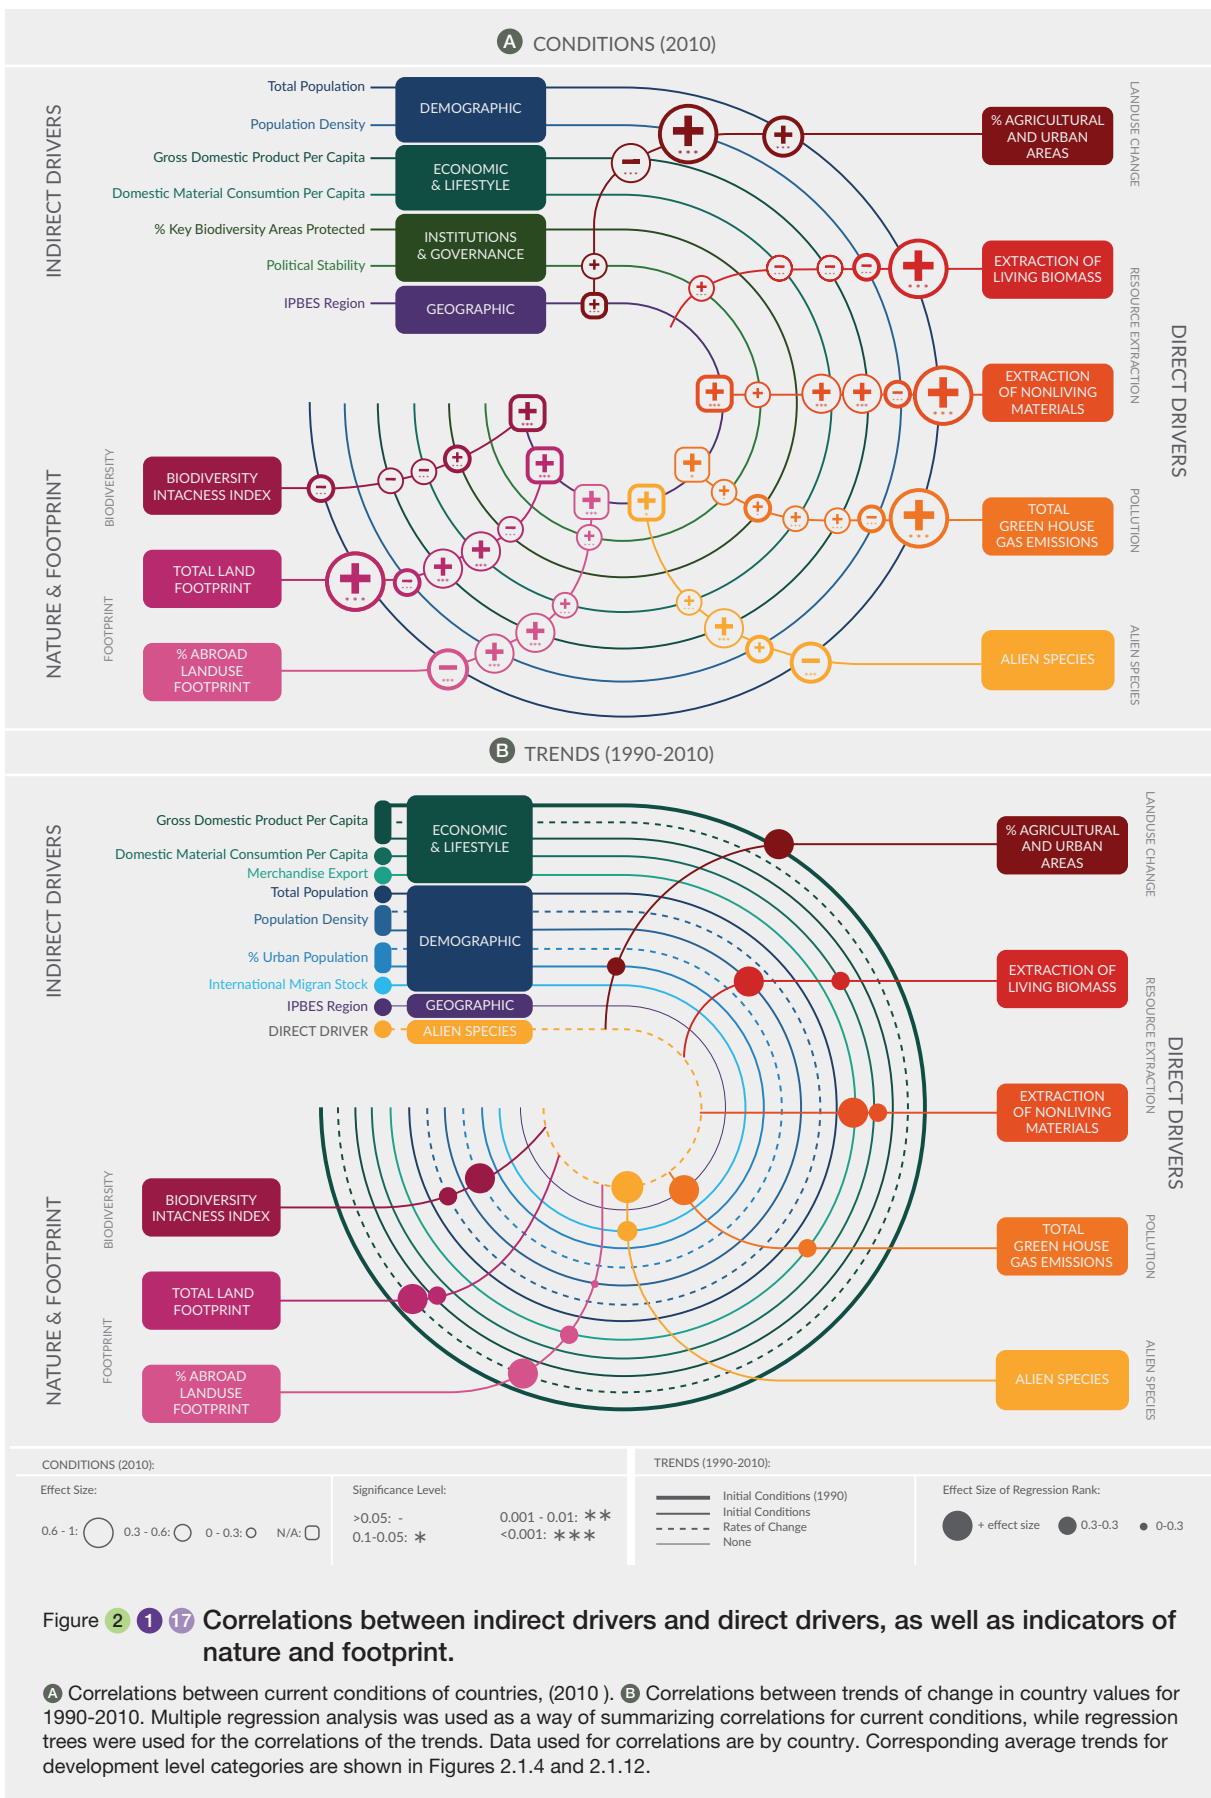 A CONDITIONS (2010)
INDIRECT DRIVERS
Total Population
Population Density
Gross Domestic Product Per Capita
Domestic Material Consumtion Per Capita
% Key Biodiversity Areas Protected
Political Stability
IPBES Region
DEMOGRAPHIC
ECONOMIC
& LIFESTYLE
INSTITUTIONS
& GOVERNANCE
GEOGRAPHIC
% AGRICULTURAL
AND URBAN
AREAS
EXTRACTION OF
LIVING BIOMASS
EXTRACTION
OF NONLIVING
MATERIALS
TOTAL
GREEN HOUSE
GAS EMISSIONS
ALIEN SPECIES
LANDUSE CHANGE
RESOURCE EXTRACTION
POLLUTION
ALIEN SPECIES
DIRECT DRIVERS
NATURE & FOOTPRINT
BIODIVERSITY
FOOTPRINT
BIODIVERSITY
INTACNESS INDEX
TOTAL LAND
FOOTPRINT
% ABROAD
LANDUSE
FOOTPRINT
B TRENDS (1990-2010)
INDIRECT DRIVERS
Gross Domestic Product Per Capita
Domestic Material Consumtion Per Capita
Merchandise Export
Total Population
Population Density
% Urban Population
International Migran Stock
IPBES Region
DIRECT DRIVER
ECONOMIC
& LIFESTYLE
DEMOGRAPHIC
GEOGRAPHIC
ALIEN SPECIES
% AGRICULTURAL
AND URBAN
AREAS
EXTRACTION OF
LIVING BIOMASS
EXTRACTION
OF NONLIVING
MATERIALS
TOTAL
GREEN HOUSE
GAS EMISSIONS
ALIEN SPECIES
LANDUSE CHANGE
RESOURCE EXTRACTION
POLLUTION
ALIEN SPECIES
DIRECT DRIVERS
NATURE & FOOTPRINT
BIODIVERSITY
FOOTPRINT
BIODIVERSITY
INTACNESS INDEX
TOTAL LAND
FOOTPRINT
% ABROAD
LANDUSE
FOOTPRINT
CONDITIONS (2010):
Effect Size:
0.6 - 1:
0.3 - 0.6:
0 - 0.3:
N/A:
Significance Level:
>0.05: -
0.1-0.05: *
0.001 - 0.01: **
<0.001: ***
TRENDS (1990-2010):
Initial Conditions (1990)
Initial Conditions
Rates of Change
None
Effect Size of Regression Rank:
+ effect size
0.3-0.3
0-0.3
Figure 2 1 17 Correlations between indirect drivers and direct drivers, as well as indicators of
nature and footprint.
A Correlations between current conditions of countries, (2010 ). B Correlations between trends of change in country values for
1990-2010. Multiple regression analysis was used as a way of summarizing correlations for current conditions, while regression
trees were used for the correlations of the trends. Data used for correlations are by country. Corresponding average trends for
development level categories are shown in Figures 2.1.4 and 2.1.12.